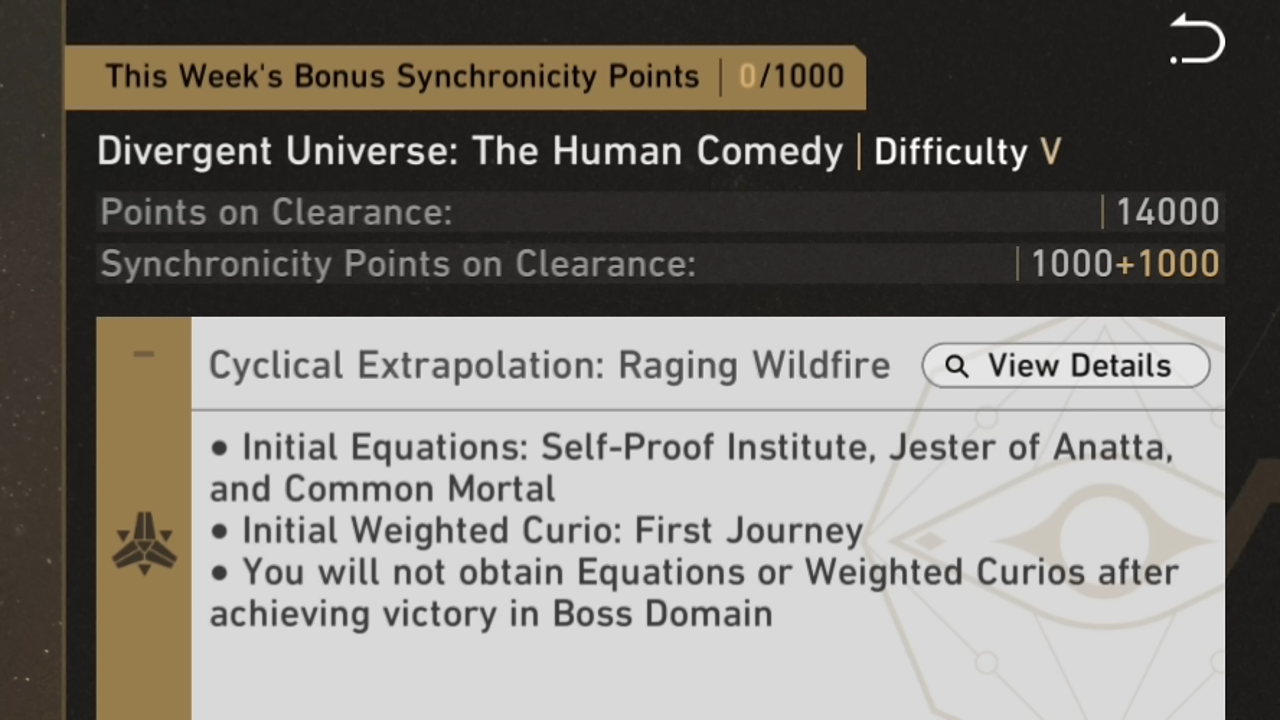 This Week's Bonus Synchronicity Points | 0/1000
Divergent Universe: The Human Comedy | Difficulty V
Points on Clearance: | 14000
Synchronicity Points on Clearance: | 1000+1000
Cyclical Extrapolation: Raging Wildfire View Details
● Initial Equations: Self-Proof Institute, Jester of Anatta,
and Common Mortal
● Initial Weighted Curio: First Journey
● You will not obtain Equations or Weighted Curios after
achieving victory in Boss Domain